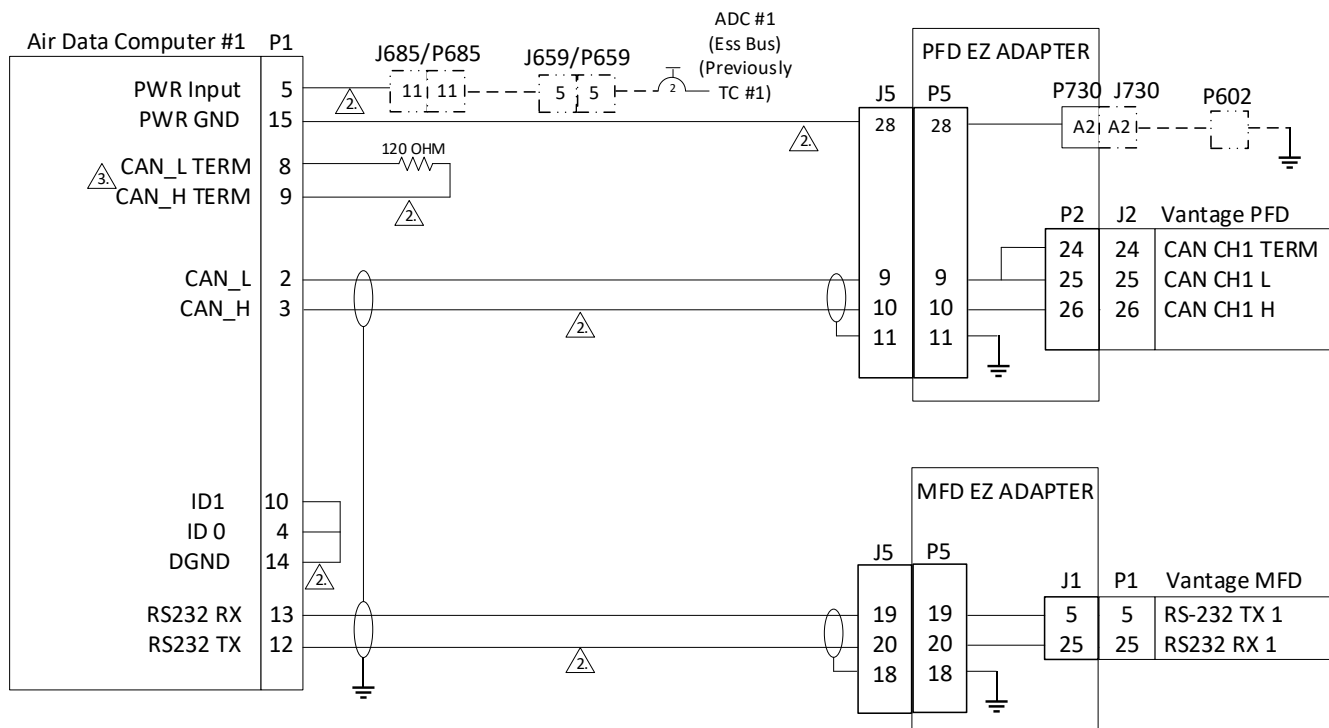 Air Data Computer #1 P1
PWR Input 5
PWR GND 15
CAN_L TERM 8
CAN_H TERM 9
3.
CAN_L 2
CAN_H 3
ID1 10
ID 0 4
DGND 14
RS232 RX 13
RS232 TX 12
2.
J685/P685
11 11
J659/P659
5 5
2
ADC #1
(Ess Bus)
(Previously
TC #1)
120 OHM
2.
2.
2.
2.
2.
2.
PFD EZ ADAPTER
J5 P5
28 28
9 9
10 10
11 11
P730 J730
A2 A2
P602
P2 J2 Vantage PFD
24 24 CAN CH1 TERM
25 25 CAN CH1 L
26 26 CAN CH1 H
MFD EZ ADAPTER
J5 P5
19 19
20 20
18 18
J1 P1 Vantage MFD
5 5 RS-232 TX 1
25 25 RS232 RX 1